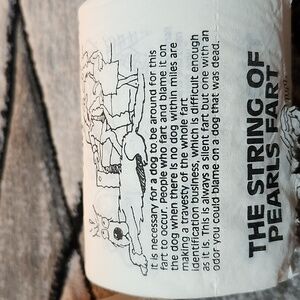 It is necessary for a dog to be around for this
fart to occur. People who fart and blame it on
the dog when there is no dog within miles are
making a travesty of the whole fart
identification business, which is difficult enough
as it is. This is always a silent fart but one with an
odor you could blame on a dog that was dead.
THE STRING OF
PEARLS FART